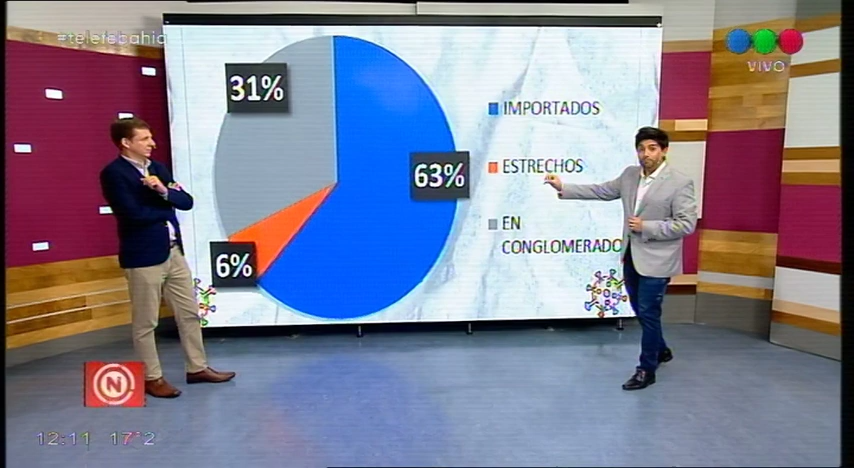 #telefebahia
VIVO
31%
63%
6%
IMPORTADOS
ESTRECHOS
EN
CONGLOMERADO
N
12:11 17°2